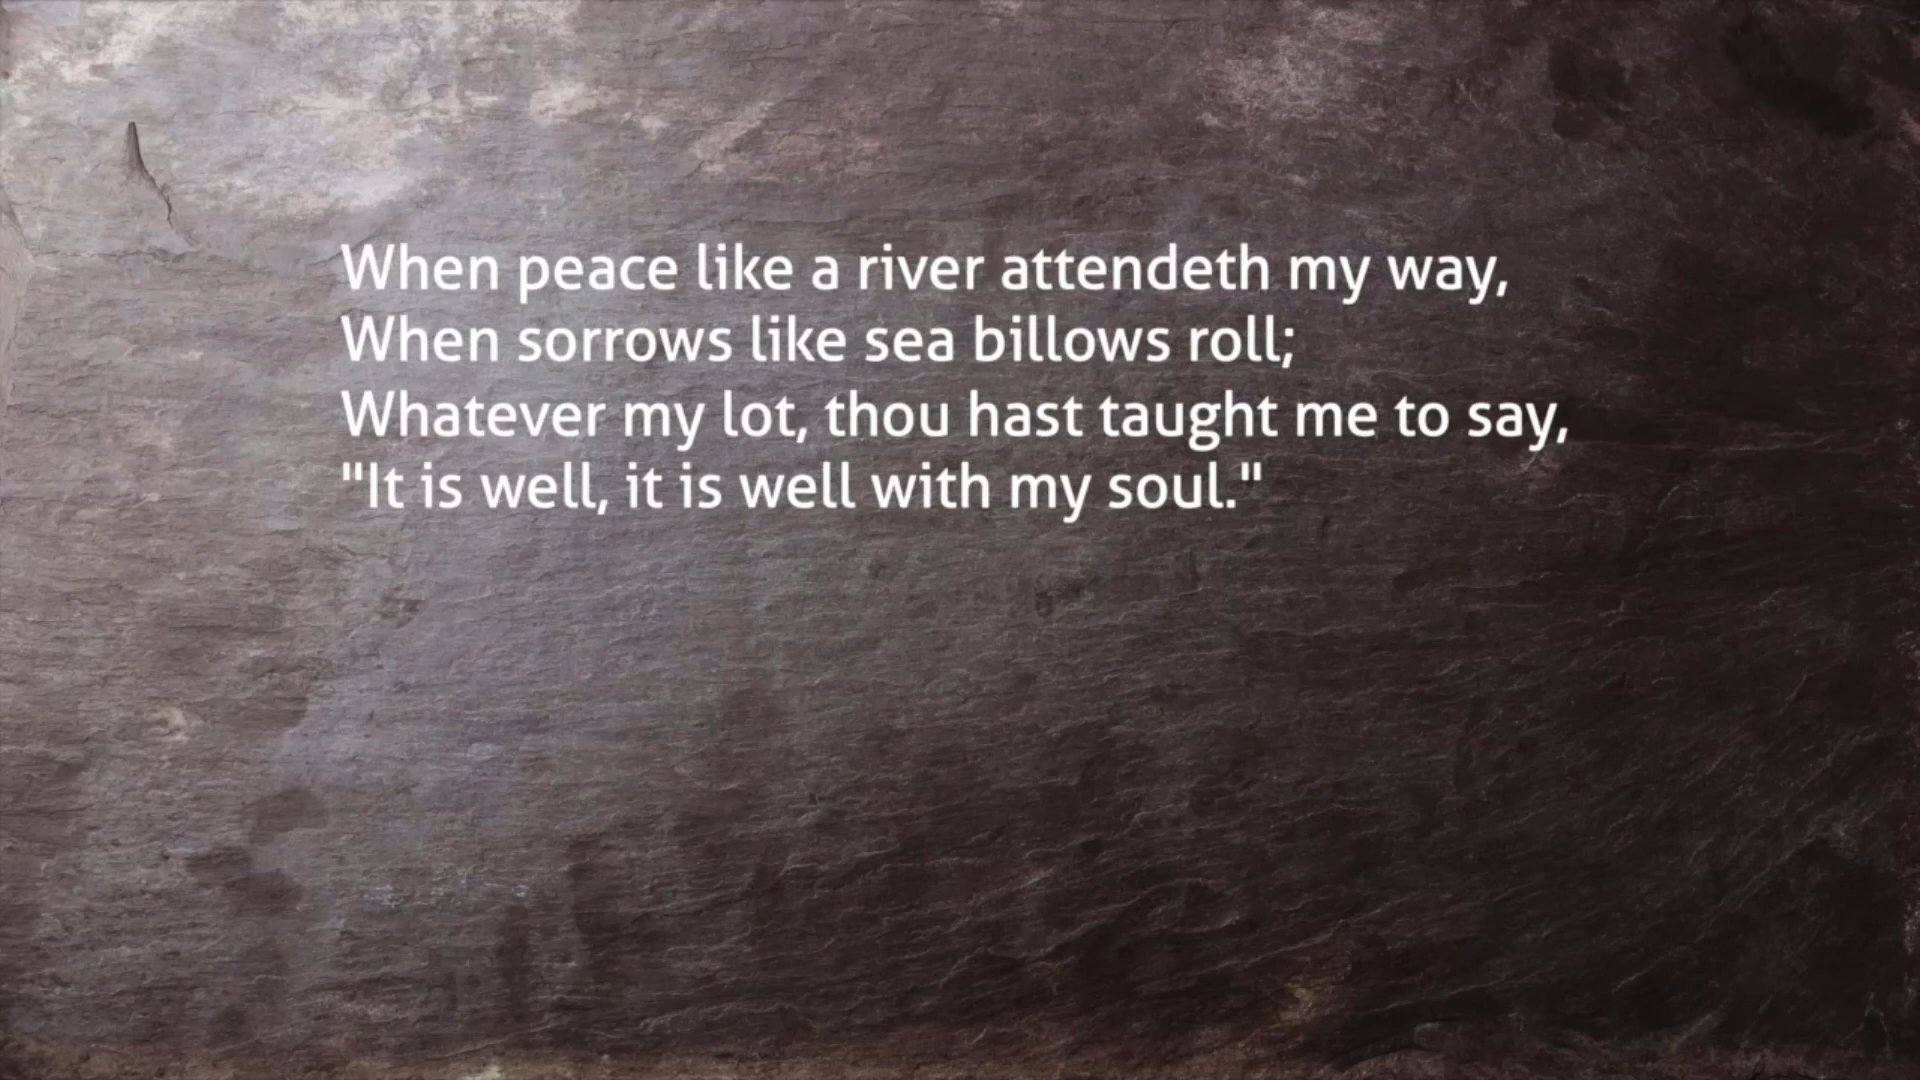 When peace like a river attendeth my way,
When sorrows like sea billows roll;
Whatever my lot, thou hast taught me to say,
"It is well, it is well with my soul."